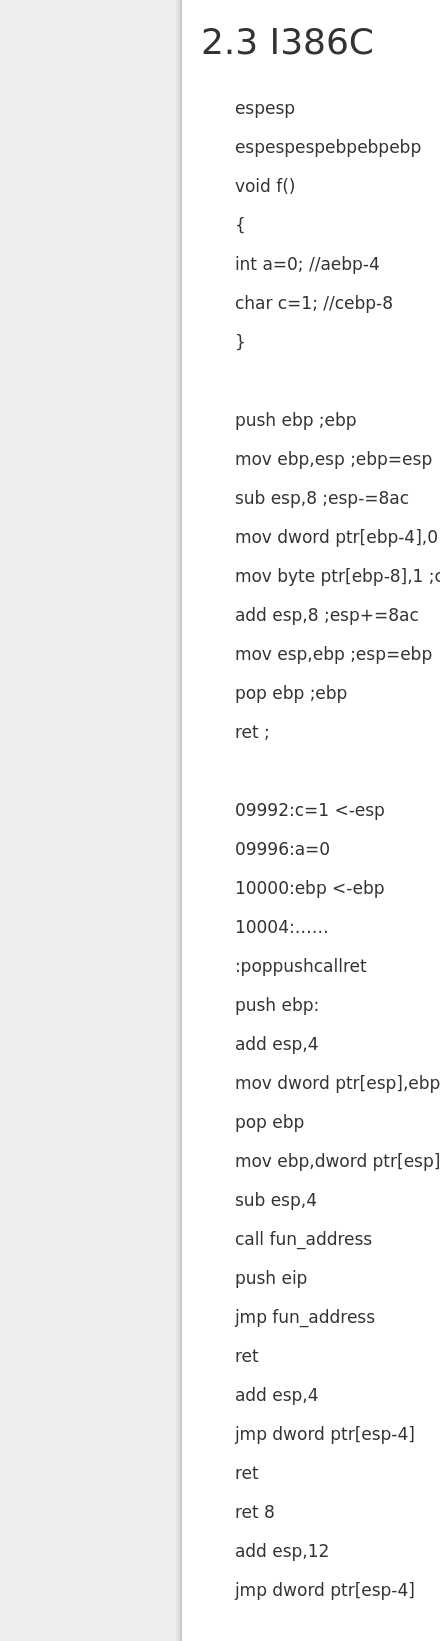 2.3 I386C
espesp
espespespebpebpebp
void f()
{
int a=0; //aebp-4
char c=1; //cebp-8
}
push ebp ;ebp
mov ebp,esp ;ebp=esp
sub esp,8 ;esp-=8ac
mov dword ptr[ebp-4],0
mov byte ptr[ebp-8],1 ;c
add esp,8 ;esp+=8ac
mov esp,ebp ;esp=ebp
pop ebp ;ebp
ret ;
09992:c=1 <-esp
09996:a=0
10000:ebp <-ebp
10004:……
:poppushcallret
push ebp:
add esp,4
mov dword ptr[esp],ebp
pop ebp
mov ebp,dword ptr[esp]
sub esp,4
call fun_address
push eip
jmp fun_address
ret
add esp,4
jmp dword ptr[esp-4]
ret
ret 8
add esp,12
jmp dword ptr[esp-4]